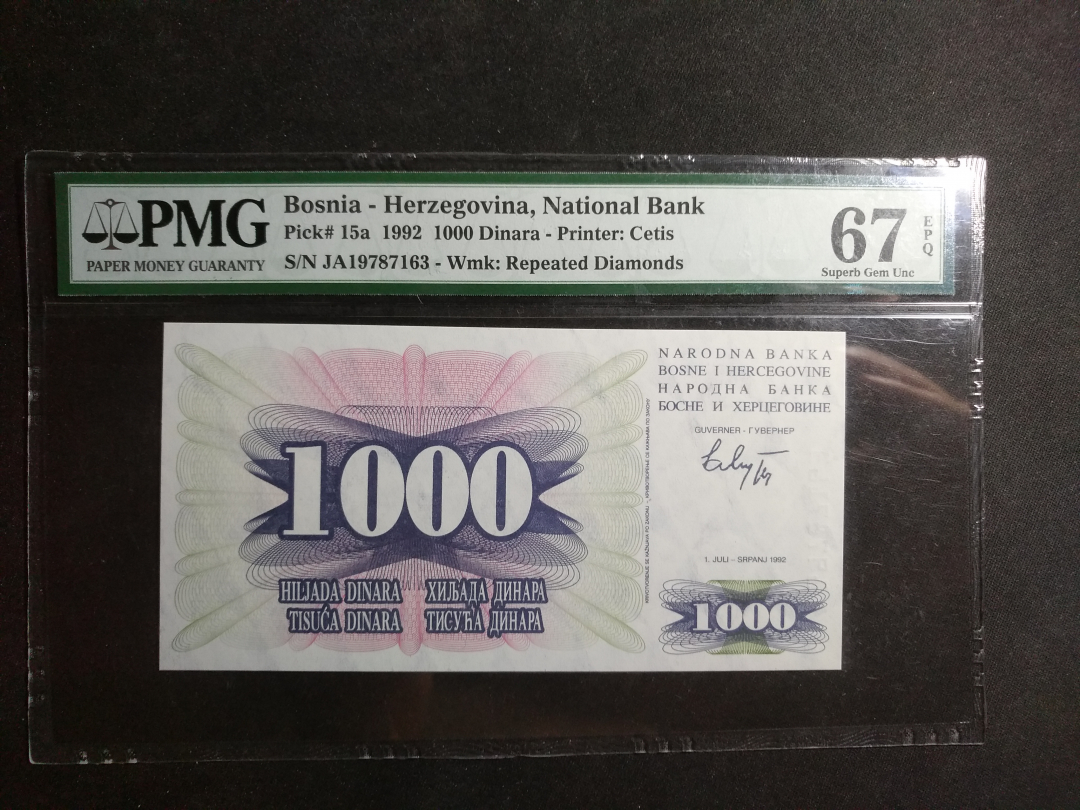 PMG
PAPER MONEY GUARANTY
Bosnia - Herzegovina, National Bank
Pick# 15a 1992 1000 Dinara - Printer: Cetis
S/N JA19787163 - Wmk: Repeated Diamonds
67
EPQ
Superb Gem Unc
NARODNA BANKA
BOSNE I HERCEGOVINE
НАРОДНА БАНКА
БОСНЕ И ХЕРЦЕГОВИНЕ
GUVERNER - ГУВЕРНЕР
1000
1. JULI – SRPANJ 1992
HILJADA DINARA ХИЉАДА ДИНАРА
TISUĆA DINARA ТИСУЋА ДИНАРА
1000